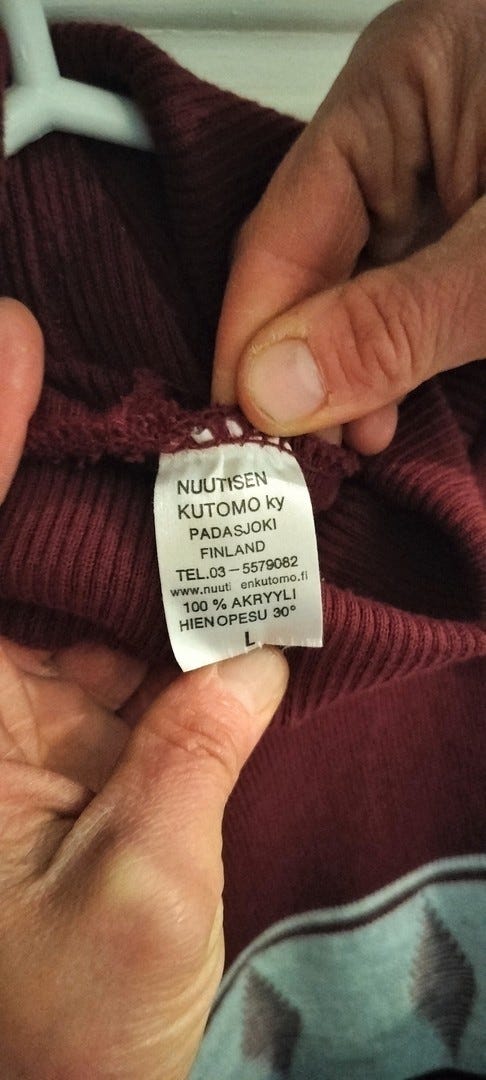 NUUTISEN
KUTOMO ky
PADASJOKI
FINLAND
TEL.03-5579082
www.nuuti enkutomo.fi
100 % AKRYYLI
HIENOPESU 30°
L